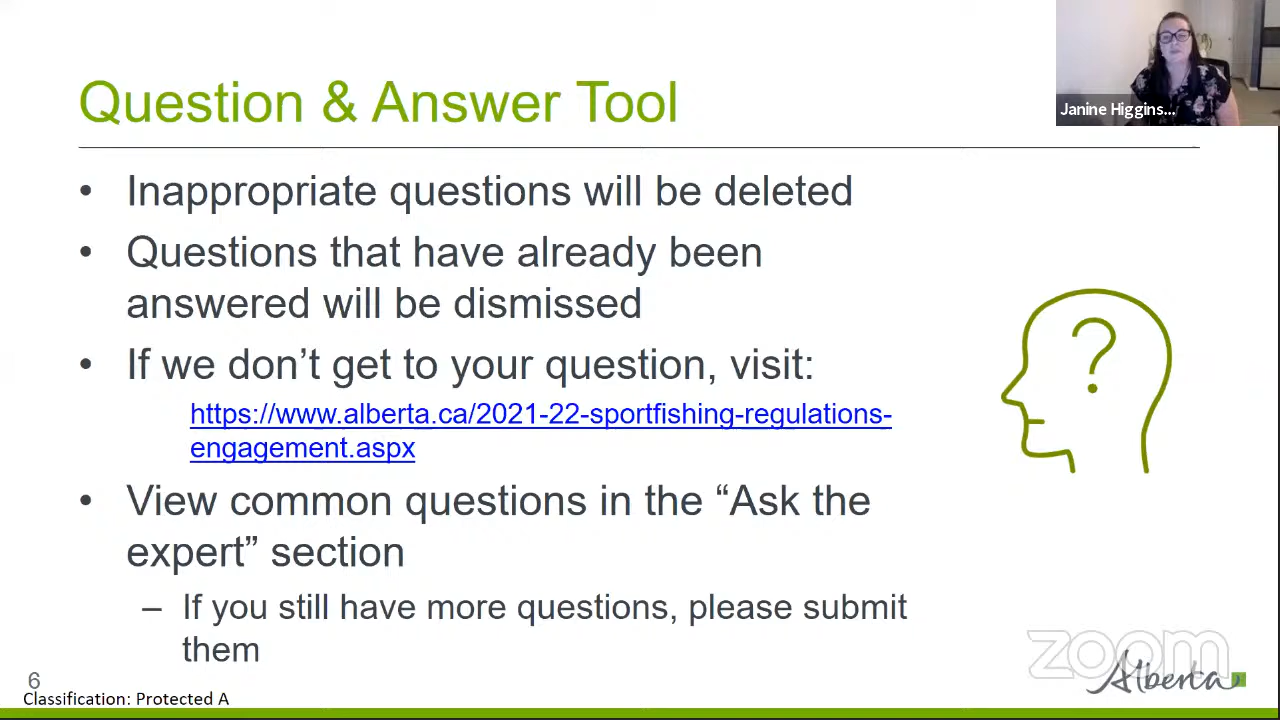 Janine Higgins...
Question & Answer Tool
• Inappropriate questions will be deleted
• Questions that have already been
answered will be dismissed
• If we don’t get to your question, visit:
https://www.alberta.ca/2021-22-sportfishing-regulations-
engagement.aspx
• View common questions in the “Ask the
expert” section
– If you still have more questions, please submit
them
?
zoom
Alberta
6
Classification: Protected A